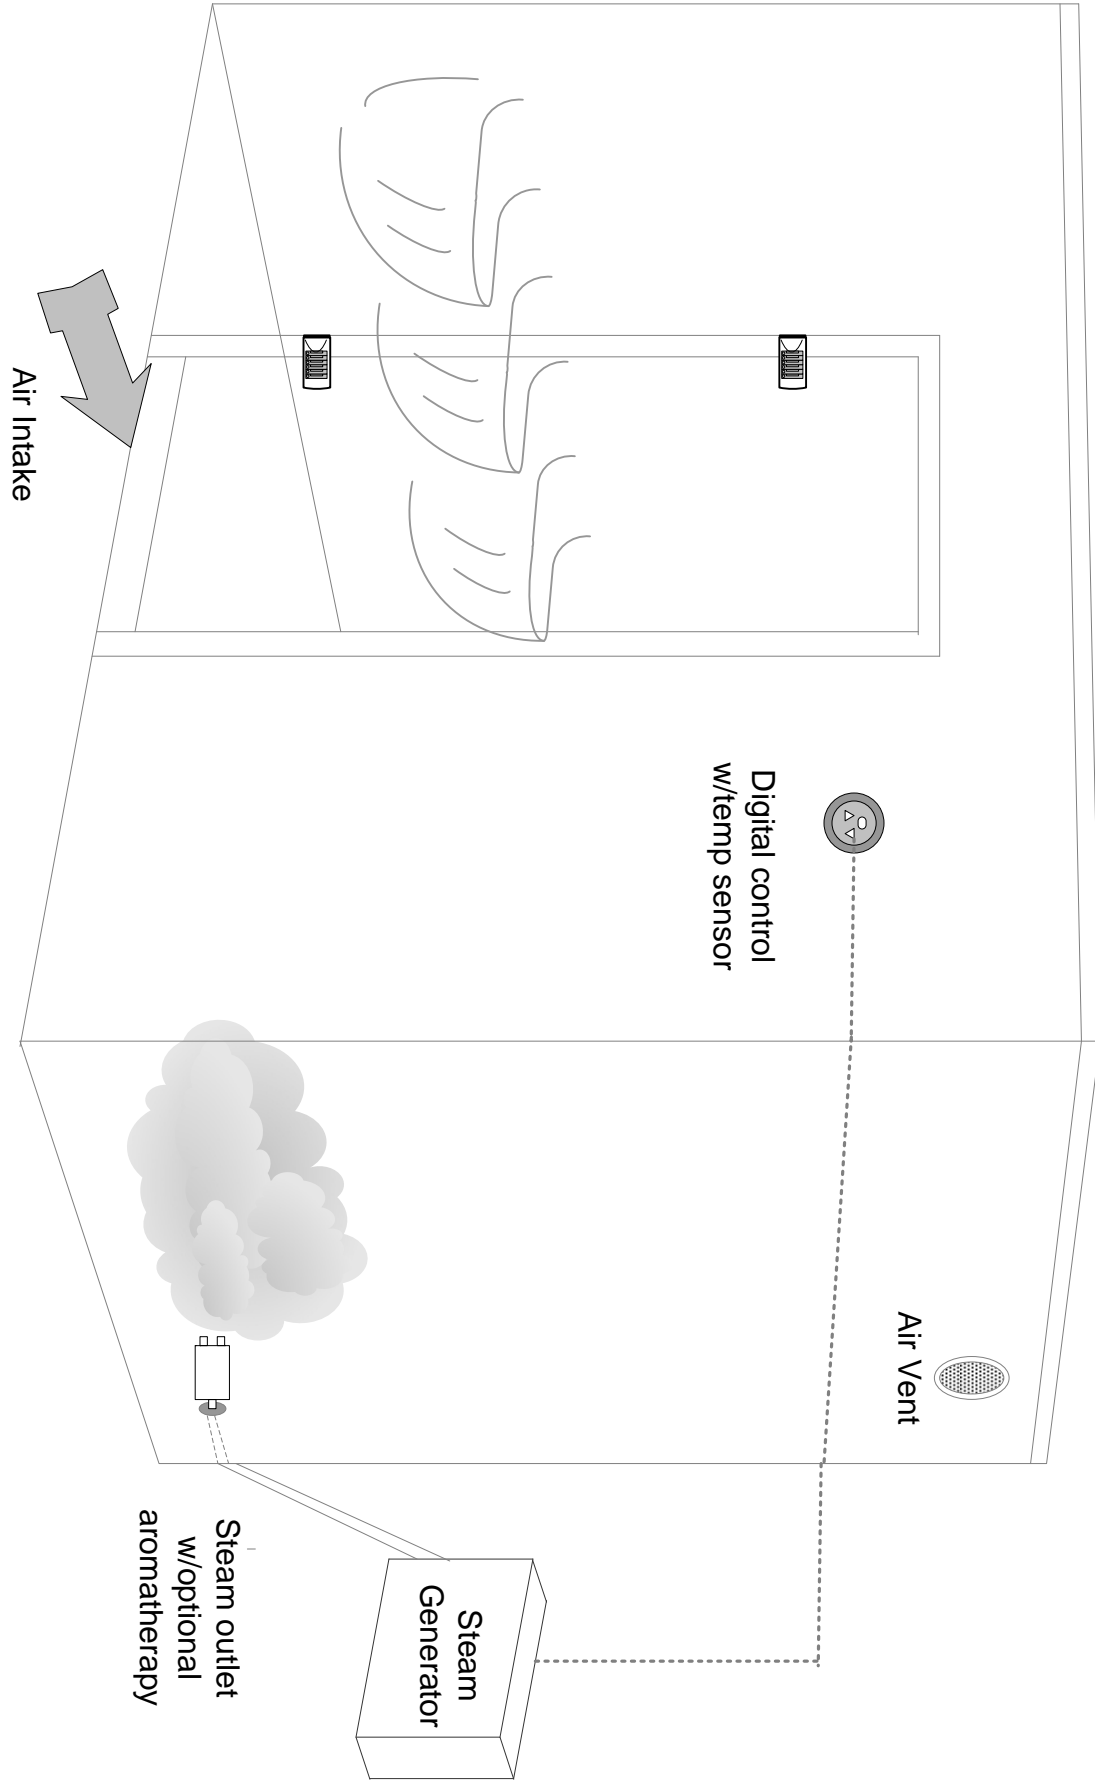 Air Intake
Digital control
w/temp sensor
Air Vent
Steam outlet
w/optional
aromatherapy
Steam
Generator